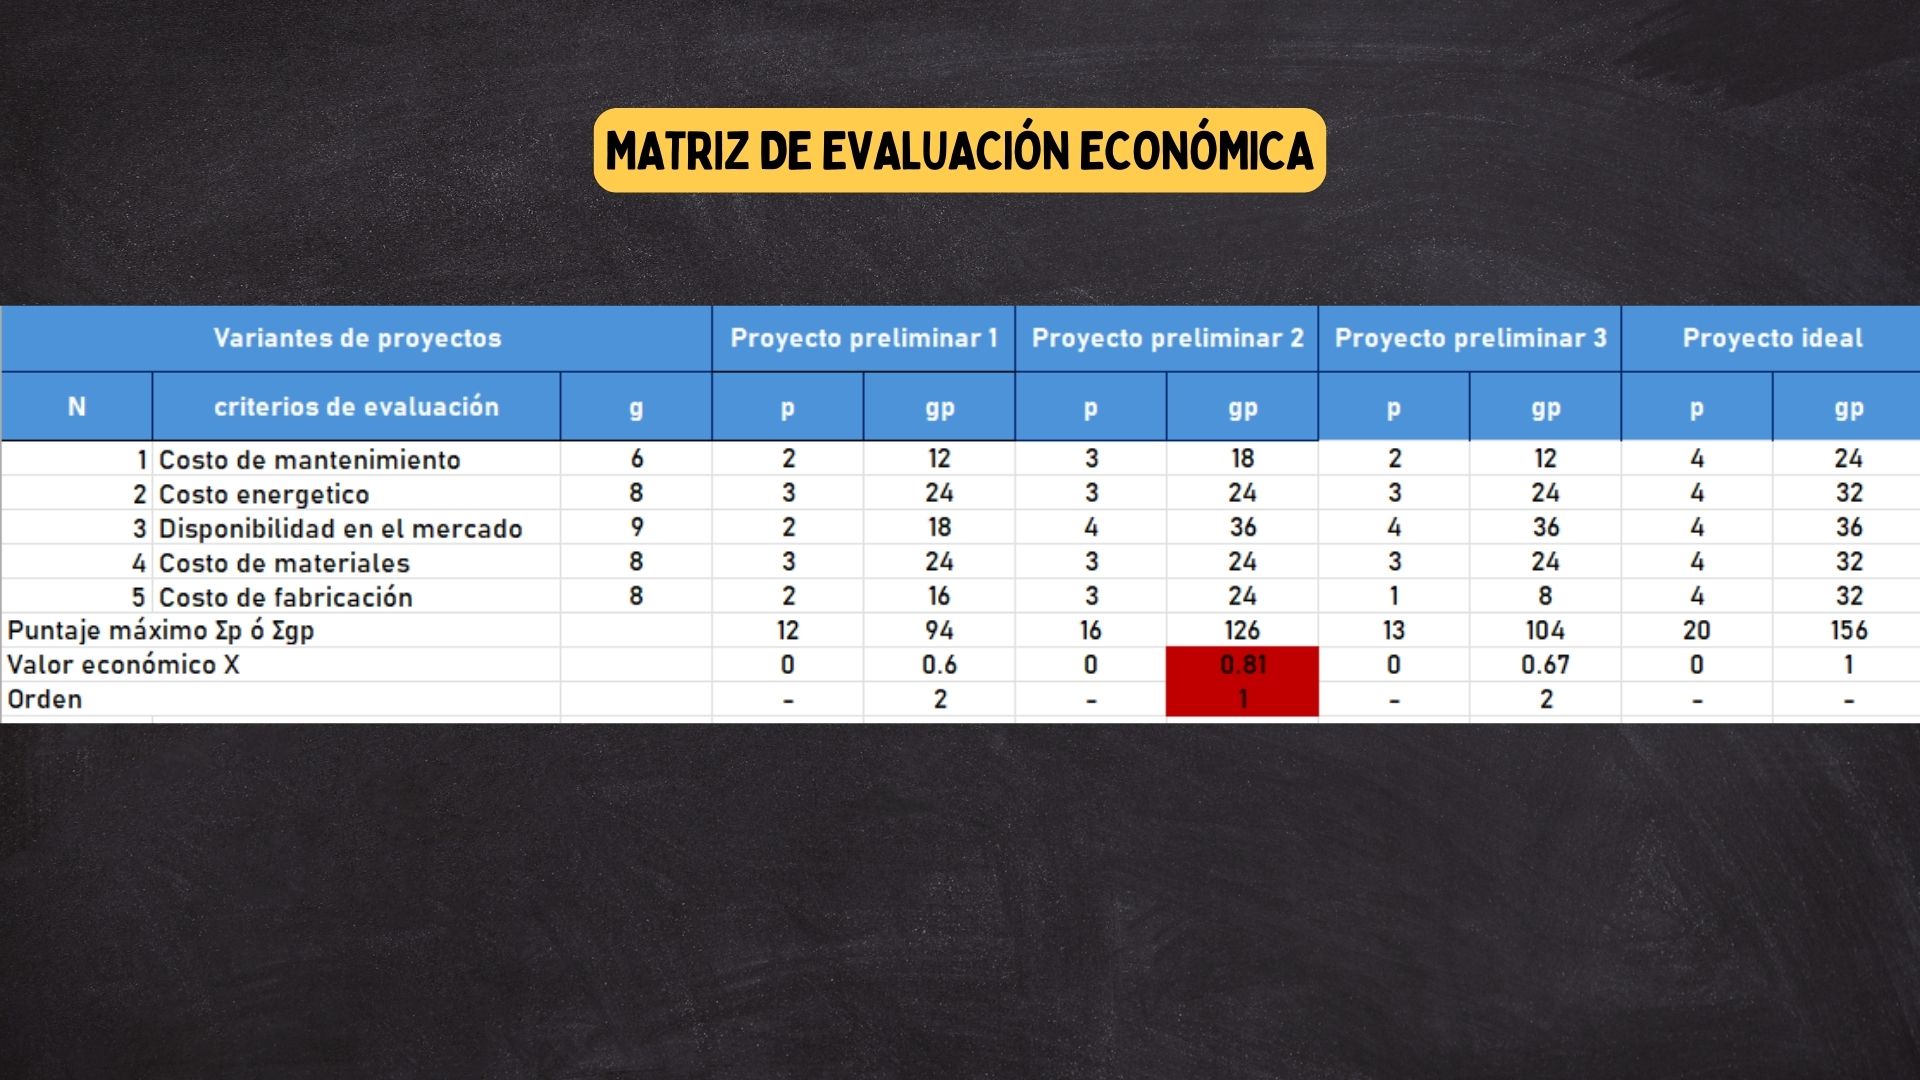 MATRIZ DE EVALUACIÓN ECONÓMICA
Variantes de proyectos Proyecto preliminar 1 Proyecto preliminar 2 Proyecto preliminar 3 Proyecto ideal
N criterios de evaluación g p gp p gp p gp p gp
1 Costo de mantenimiento 6 2 12 3 18 2 12 4 24
2 Costo energetico 8 3 24 3 24 3 24 4 32
3 Disponibilidad en el mercado 9 2 18 4 36 4 36 4 36
4 Costo de materiales 8 3 24 3 24 3 24 4 32
5 Costo de fabricación 8 2 16 3 24 1 8 4 32
Puntaje máximo Σp ó Σgp 12 94 16 126 13 104 20 156
Valor económico X 0 0.6 0 0.81 0 0.67 0 1
Orden - 2 - 1 - 2 - -